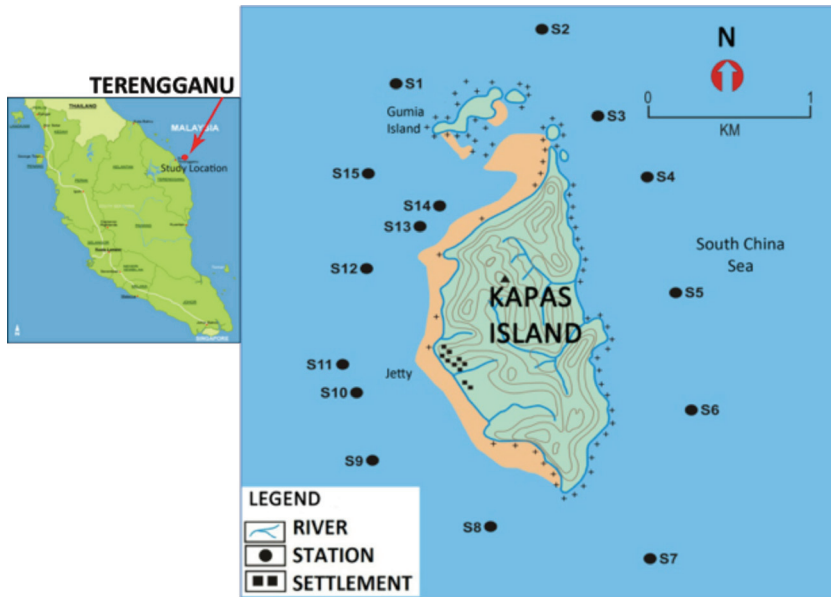 TERENGGANU
THAILAND
MALAYSIA
Study Location
SINGAPORE
N
S2
S1
N
Gumia
Island
S3
0
1
KM
S15
S4
S14
S13
South China
Sea
S12
S5
KAPAS
ISLAND
S11
Jetty
S10
S6
S9
S8
S7
LEGEND
RIVER
STATION
SETTLEMENT